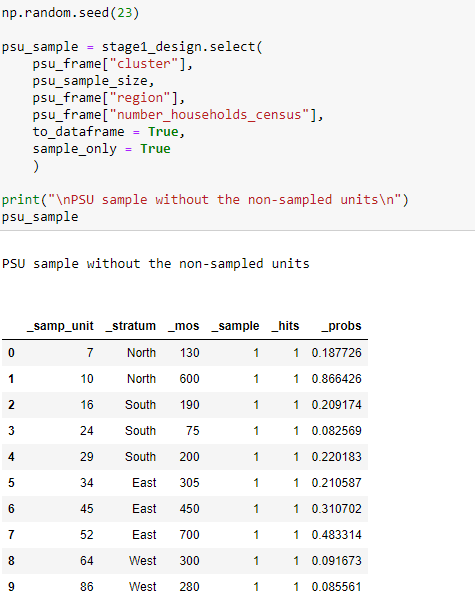 np.random.seed(23)
psu_sample = stage1_design.select(
psu_frame["cluster"],
psu_sample_size,
psu_frame["region"],
psu_frame["number_households_census"],
to_dataframe = True,
sample_only = True
)
print("\nPSU sample without the non-sampled units\n")
psu_sample
PSU sample without the non-sampled units
_samp_unit _stratum _mos _sample _hits _probs
0 7 North 130 1 1 0.187726
1 10 North 600 1 1 0.866426
2 16 South 190 1 1 0.209174
3 24 South 75 1 1 0.082569
4 29 South 200 1 1 0.220183
5 34 East 305 1 1 0.210587
6 45 East 450 1 1 0.310702
7 52 East 700 1 1 0.483314
8 64 West 300 1 1 0.091673
9 86 West 280 1 1 0.085561